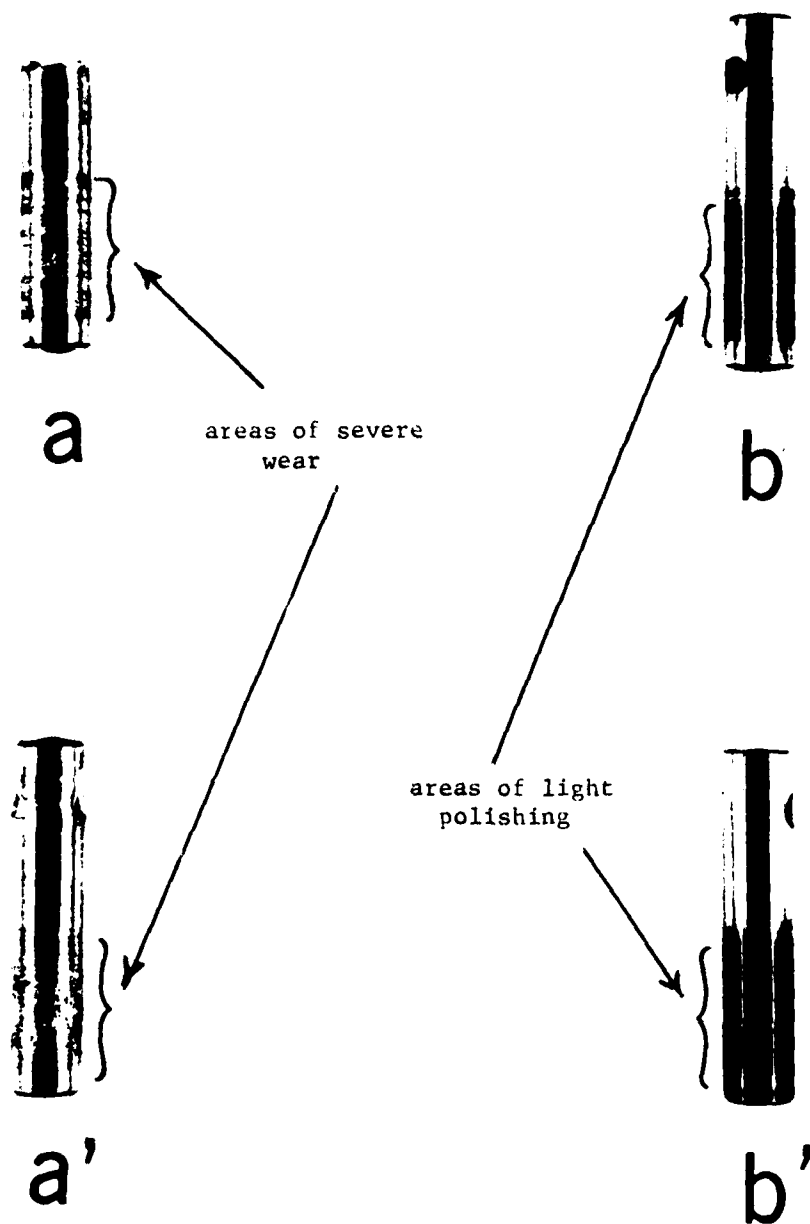 a
b
areas of severe
wear
areas of light
polishing
a'
b'